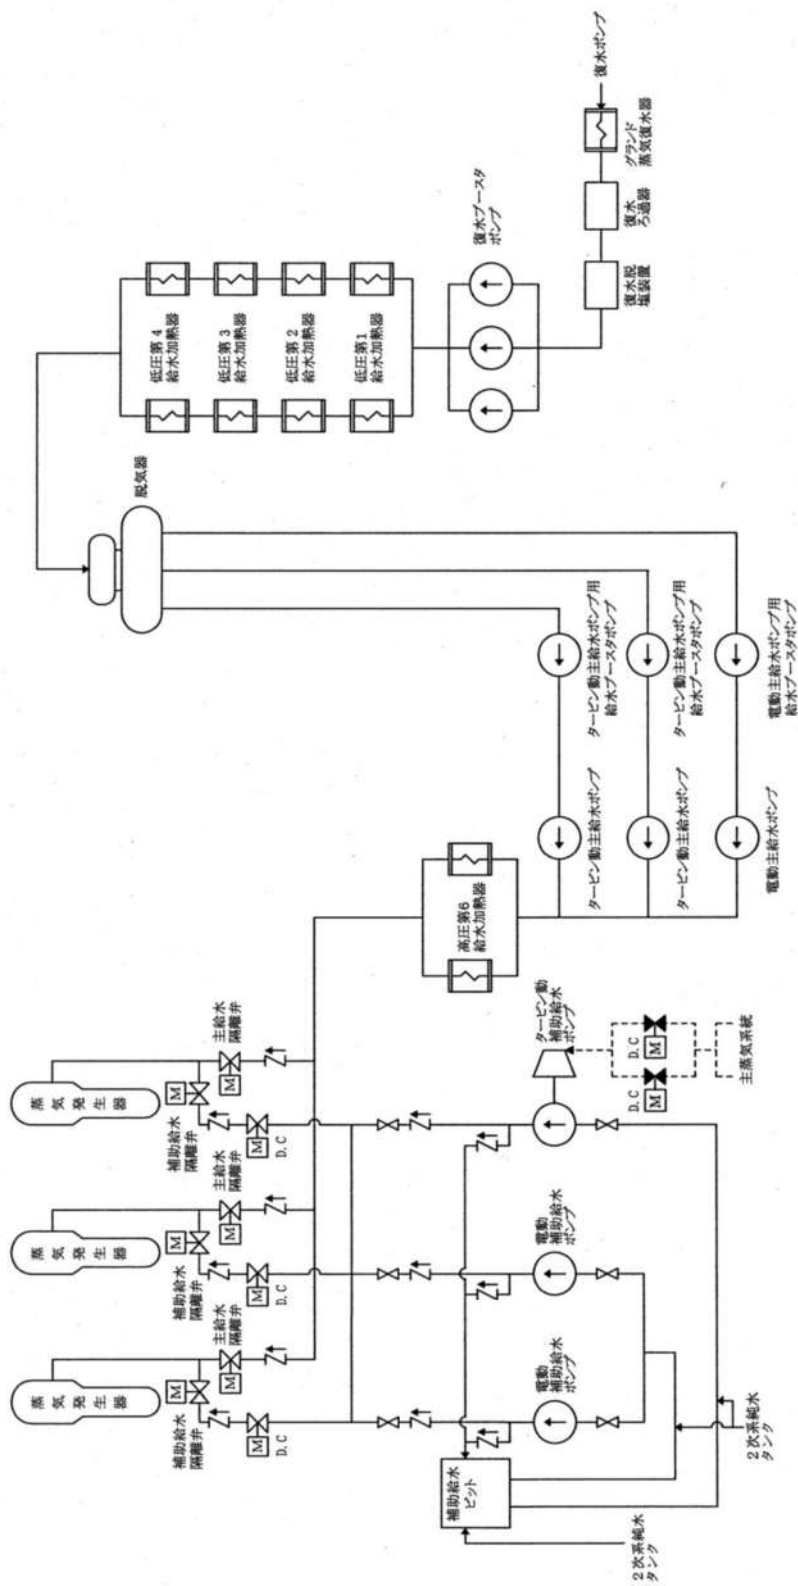 蒸気発生器
蒸気発生器
蒸気発生器
補助給水
隔離弁
M
主給水
隔離弁
M
M
D.C
補助給水
隔離弁
M
主給水
隔離弁
M
M
D.C
補助給水
隔離弁
M
主給水
隔離弁
M
M
D.C
脱気器
低圧第4
給水加熱器
低圧第3
給水加熱器
低圧第2
給水加熱器
低圧第1
給水加熱器
復水ブースタ
ポンプ
復水脱
塩装置
復水
ろ過器
グランド
蒸気復水器
復水ポンプ
高圧第6
給水加熱器
補助給水
ピット
電動
補助給水
ポンプ
電動
補助給水
ポンプ
タービン動
補助給水
ポンプ
D.C
M
D.C
M
主蒸気系統
タービン動主給水ポンプ
タービン動主給水ポンプ用
給水ブースタポンプ
タービン動主給水ポンプ
タービン動主給水ポンプ用
給水ブースタポンプ
電動主給水ポンプ
電動主給水ポンプ用
給水ブースタポンプ
2次系純水
タンク
2次系純水
タンク